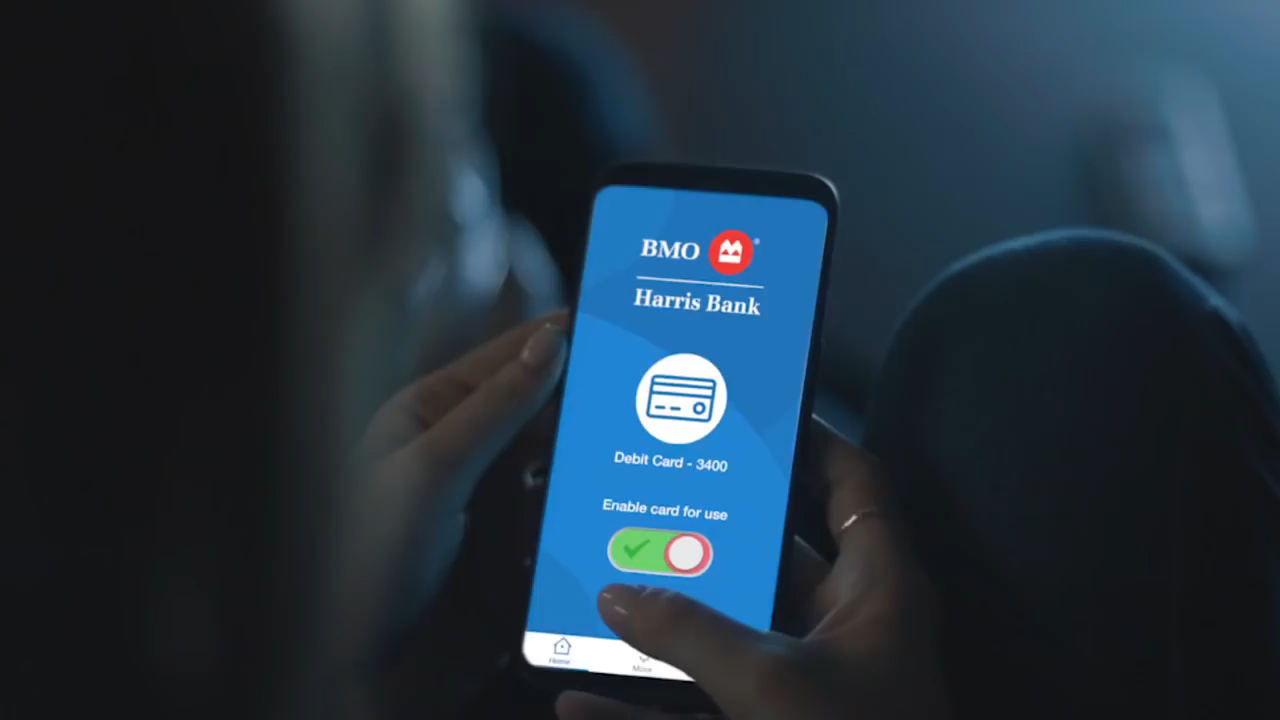 BMO ®
Harris Bank
Debit Card - 3400
Enable card for use
Home